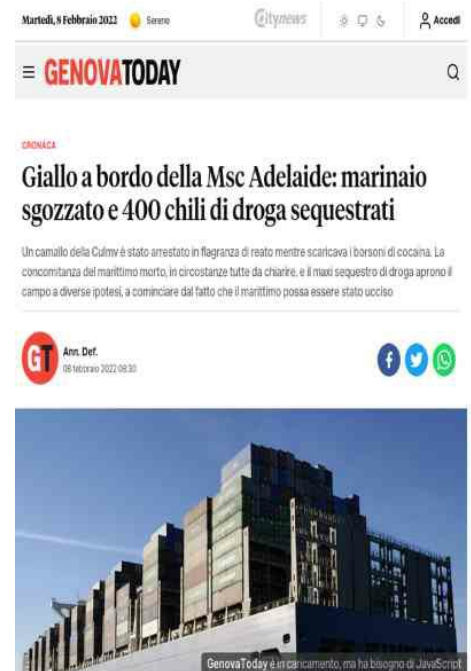 Martedì, 8 Febbraio 2022 Sereno Citynews Accedi
GENOVATODAY
CRONACA
Giallo a bordo della Msc Adelaide: marinaio
sgozzato e 400 chili di droga sequestrati
Un camallo della Culmv è stato arrestato in flagranza di reato mentre scaricava i borsoni di cocaina. La
concomitanza del marittimo morto, in circostanze tutte da chiarire, e il maxi sequestro di droga aprono il
campo a diverse ipotesi, a cominciare dal fatto che il marittimo possa essere stato ucciso
GT Ann. Def.
08 febbraio 2022 08:30
GenovaToday è in caricamento, ma ha bisogno di JavaScript